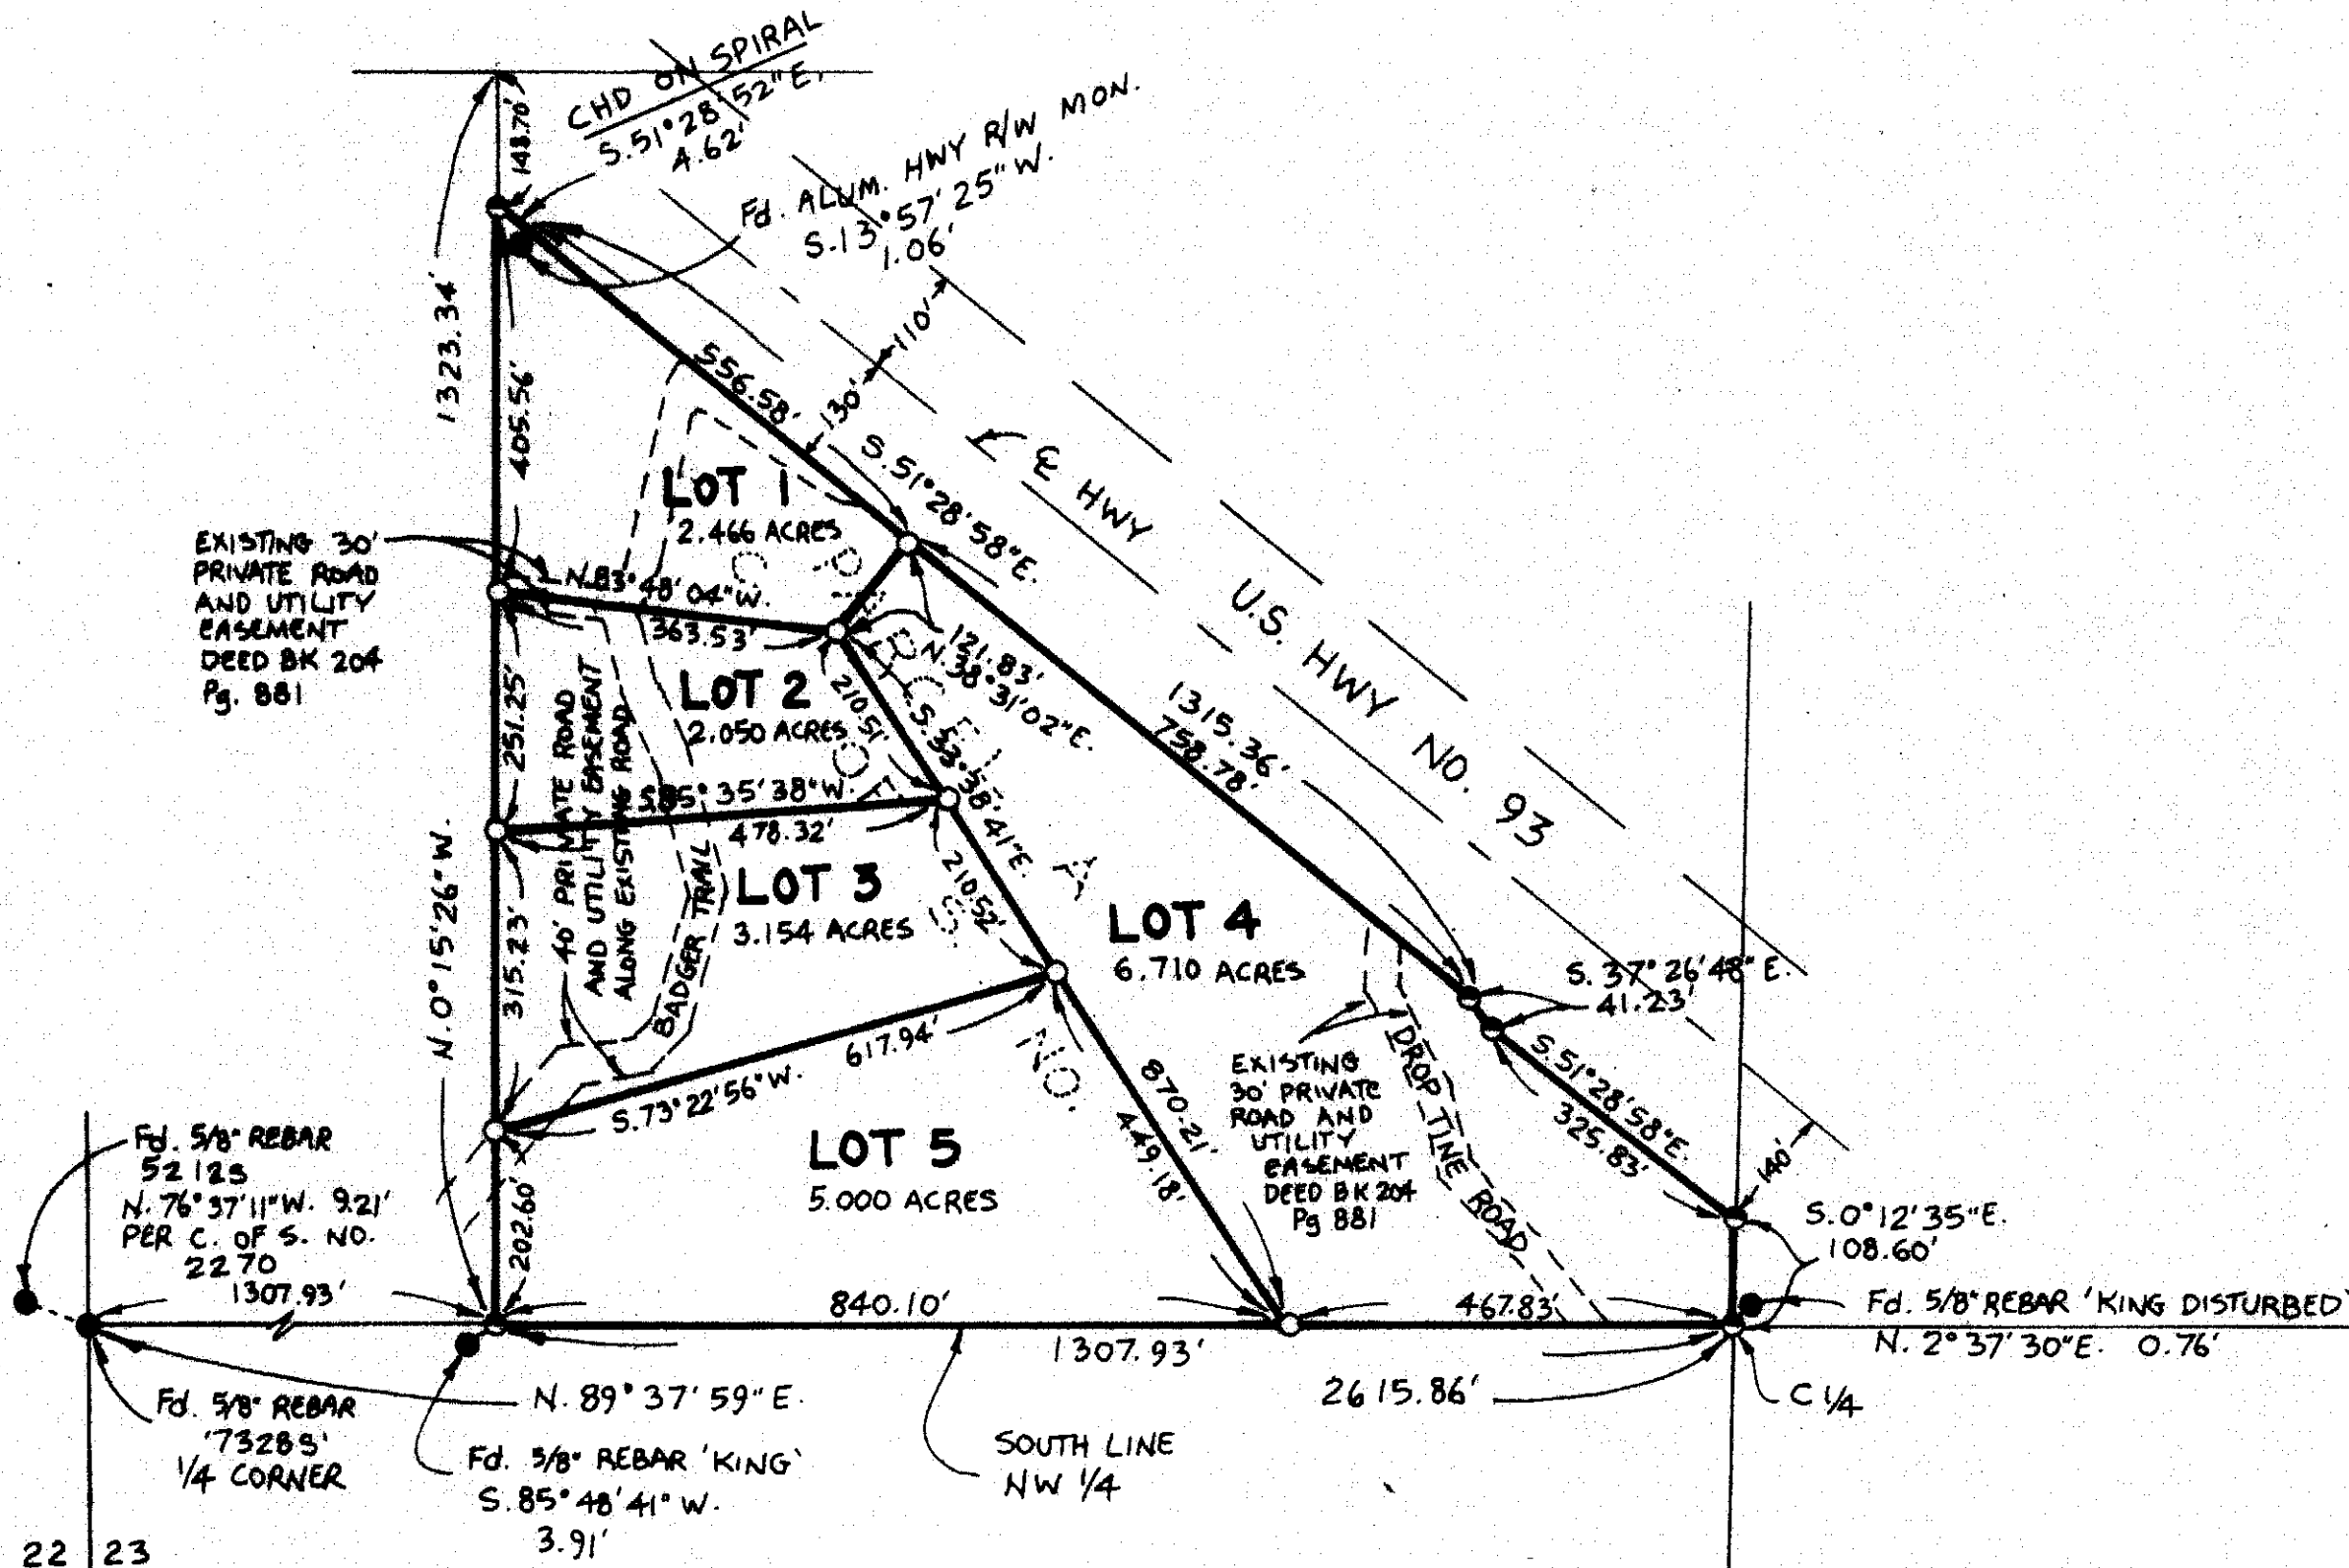 CHD ON SPIRAL
S.51°28'52"E.
4.62'
148.70'
Fd. ALUM. HWY R/W MON.
S.13°57'25"W.
1.06'
1323.34'
405.56'
556.58'
130'
110'
S.51°28'58"E.
℄ HWY
U.S. HWY NO. 93
LOT 1
2.466 ACRES
EXISTING 30'
PRIVATE ROAD
AND UTILITY
EASEMENT
DEED BK 204
Pg. 881
N.83°48'04"W.
363.53'
121.83'
N.38°31'02"E.
251.25'
LOT 2
2.050 ACRES
210.51'
S.33°58'41"E.
1315.36'
758.78'
40' PRIVATE ROAD
AND UTILITY EASEMENT
ALONG EXISTING ROAD
S.85°35'38"W.
478.32'
LOT 3
3.154 ACRES
210.52'
BADGER TRAIL
N.0°15'26"W.
315.23'
C. OF S. NO.
PARCEL A
LOT 4
6.710 ACRES
S.37°26'48"E.
41.23'
S.73°22'56"W.
617.94'
870.21'
449.18'
EXISTING
30' PRIVATE
ROAD AND
UTILITY
EASEMENT
DEED BK 204
Pg 881
DROP TINE ROAD
S.51°28'58"E.
325.83'
140'
LOT 5
5.000 ACRES
202.60'
Fd. 5/8" REBAR
5212S
N.76°37'11"W. 9.21'
PER C. OF S. NO.
2270
1307.93'
840.10'
467.83'
S.0°12'35"E.
108.60'
Fd. 5/8" REBAR 'KING DISTURBED'
N.2°37'30"E. 0.76'
1307.93'
2615.86'
C 1/4
N.89°37'59"E.
Fd. 5/8" REBAR
'7328S'
1/4 CORNER
Fd. 5/8" REBAR 'KING'
S.85°48'41"W.
3.91'
SOUTH LINE
NW 1/4
22 23